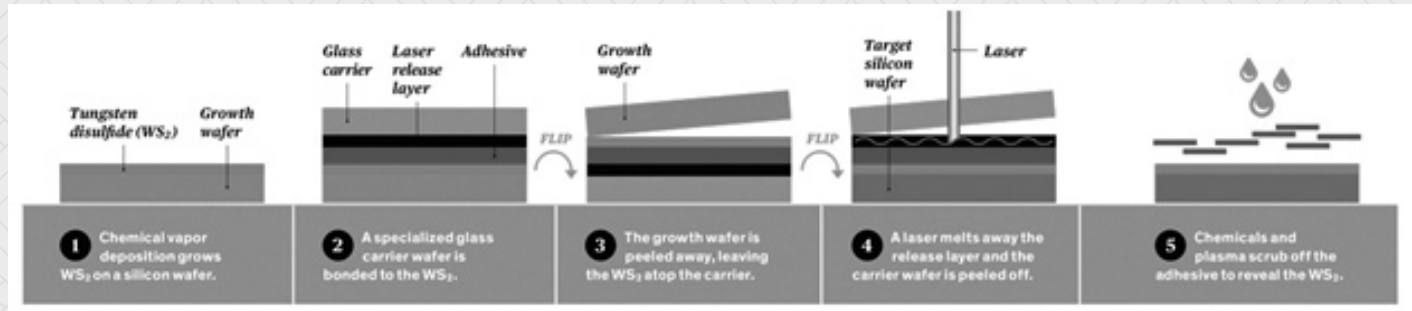 Tungsten
disulfide (WS₂)
Growth
wafer
Glass
carrier
Laser
release
layer
Adhesive
FLIP
Growth
wafer
FLIP
Target
silicon
wafer
Laser
1 Chemical vapor
deposition grows
WS₂ on a silicon wafer.
2 A specialized glass
carrier wafer is
bonded to the WS₂.
3 The growth wafer is
peeled away, leaving
the WS₂ atop the carrier.
4 A laser melts away the
release layer and the
carrier wafer is peeled off.
5 Chemicals and
plasma scrub off the
adhesive to reveal the WS₂.